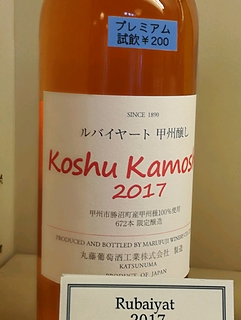 プレミアム
試飲¥200
SINCE 1890
ルバイヤート 甲州醸し
Koshu Kamos
2017
甲州市勝沼町産甲州種100%使用
672本 限定醸造
PRODUCED AND BOTTLED BY MARUFUJI WINERY
丸藤葡萄酒工業株式会社 製造
KATSUNUMA
PRODUCT OF JAPAN
Rubaiyat
2017